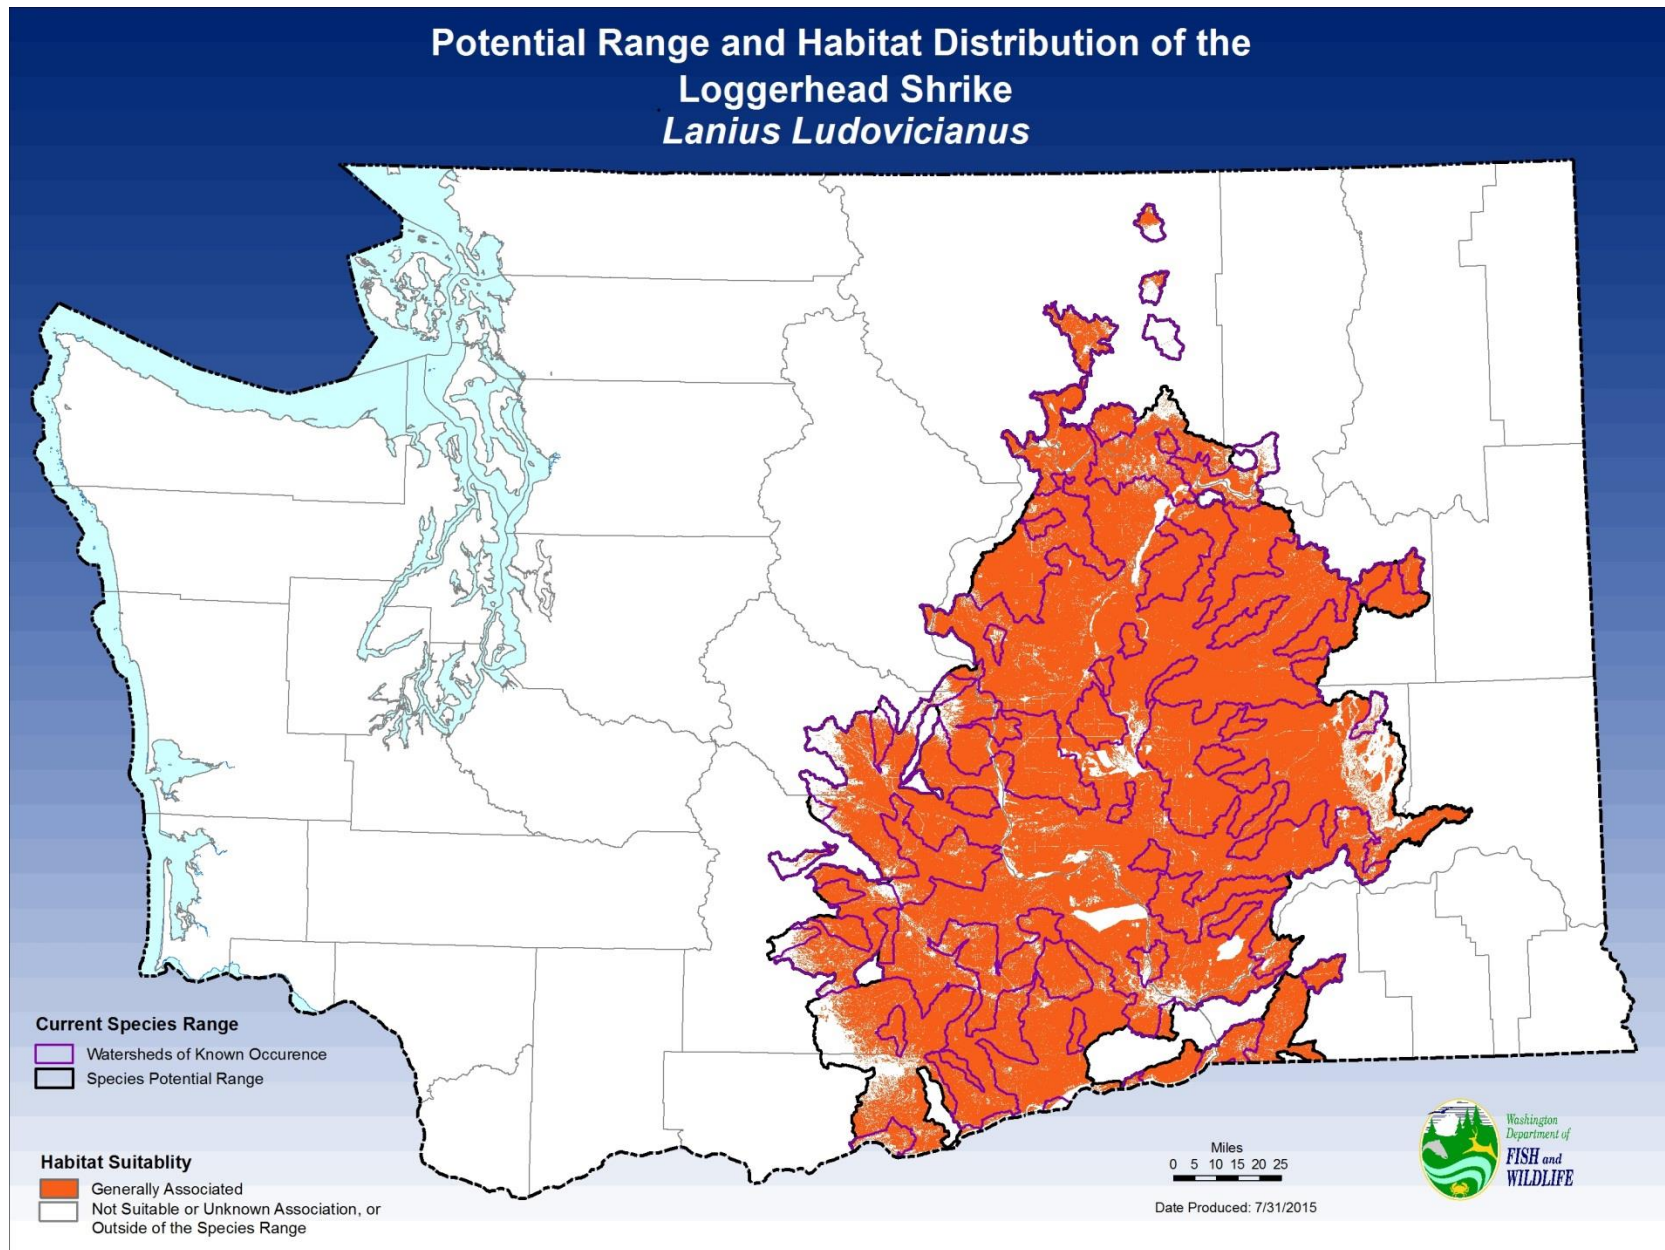 Potential Range and Habitat Distribution of the
Loggerhead Shrike
Lanius Ludovicianus
Current Species Range
Watersheds of Known Occurence
Species Potential Range
Habitat Suitablity
Generally Associated
Not Suitable or Unknown Association, or
Outside of the Species Range
Miles
0 5 10 15 20 25
Date Produced: 7/31/2015
Washington
Department of
FISH and
WILDLIFE